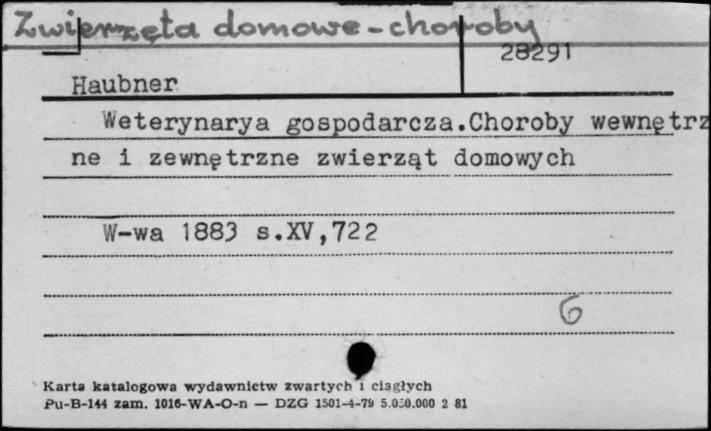 Zwierzęta domowe - choroby
28291
Haubner
Weterynarya gospodarcza.Choroby wewnętrz
ne i zewnętrzne zwierząt domowych
W-wa 1883 s.XV,722
6
Karta katalogowa wydawnictw zwartych i ciągłych
Pu-B-144 zam. 1016-WA-O-n — DZG 1501-4-79 5.050.000 2 81